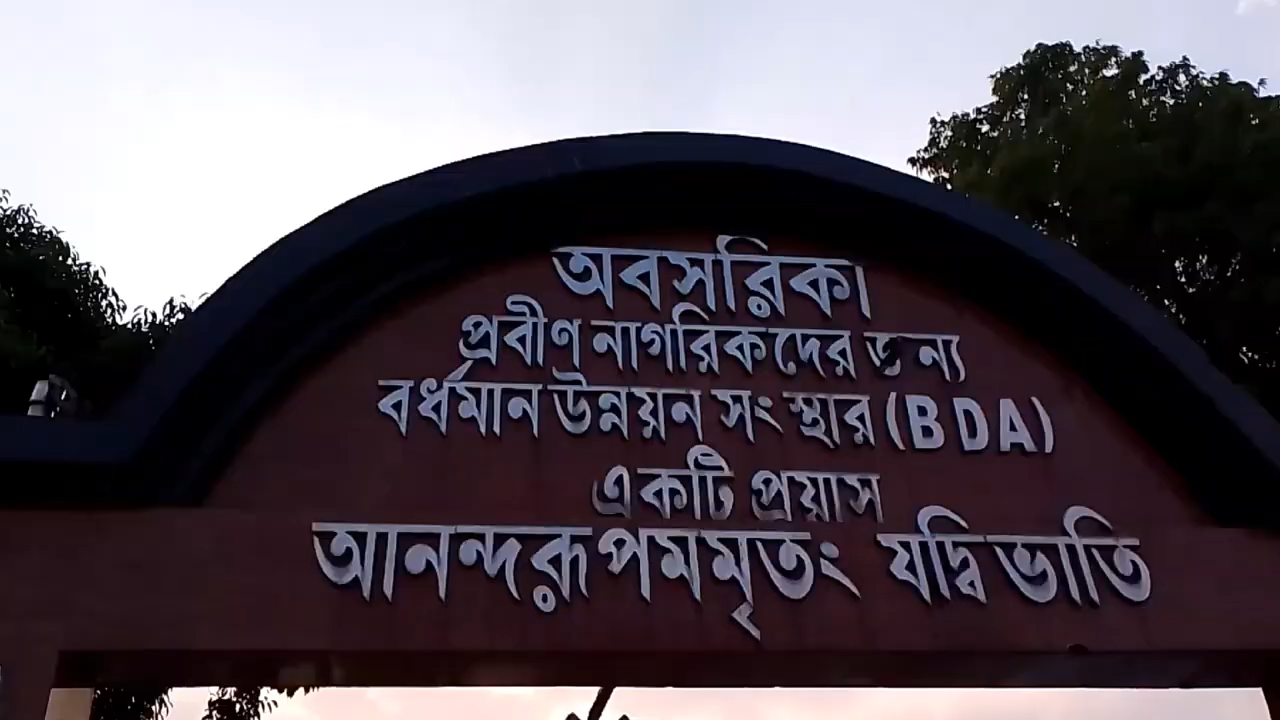 অবসরিকা
প্রবীণ নাগরিকদের জন্য
বর্ধমান উন্নয়ন সংস্থার (BDA)
একটি প্রয়াস
আনন্দরূপমমৃতং যদ্বিভাতি